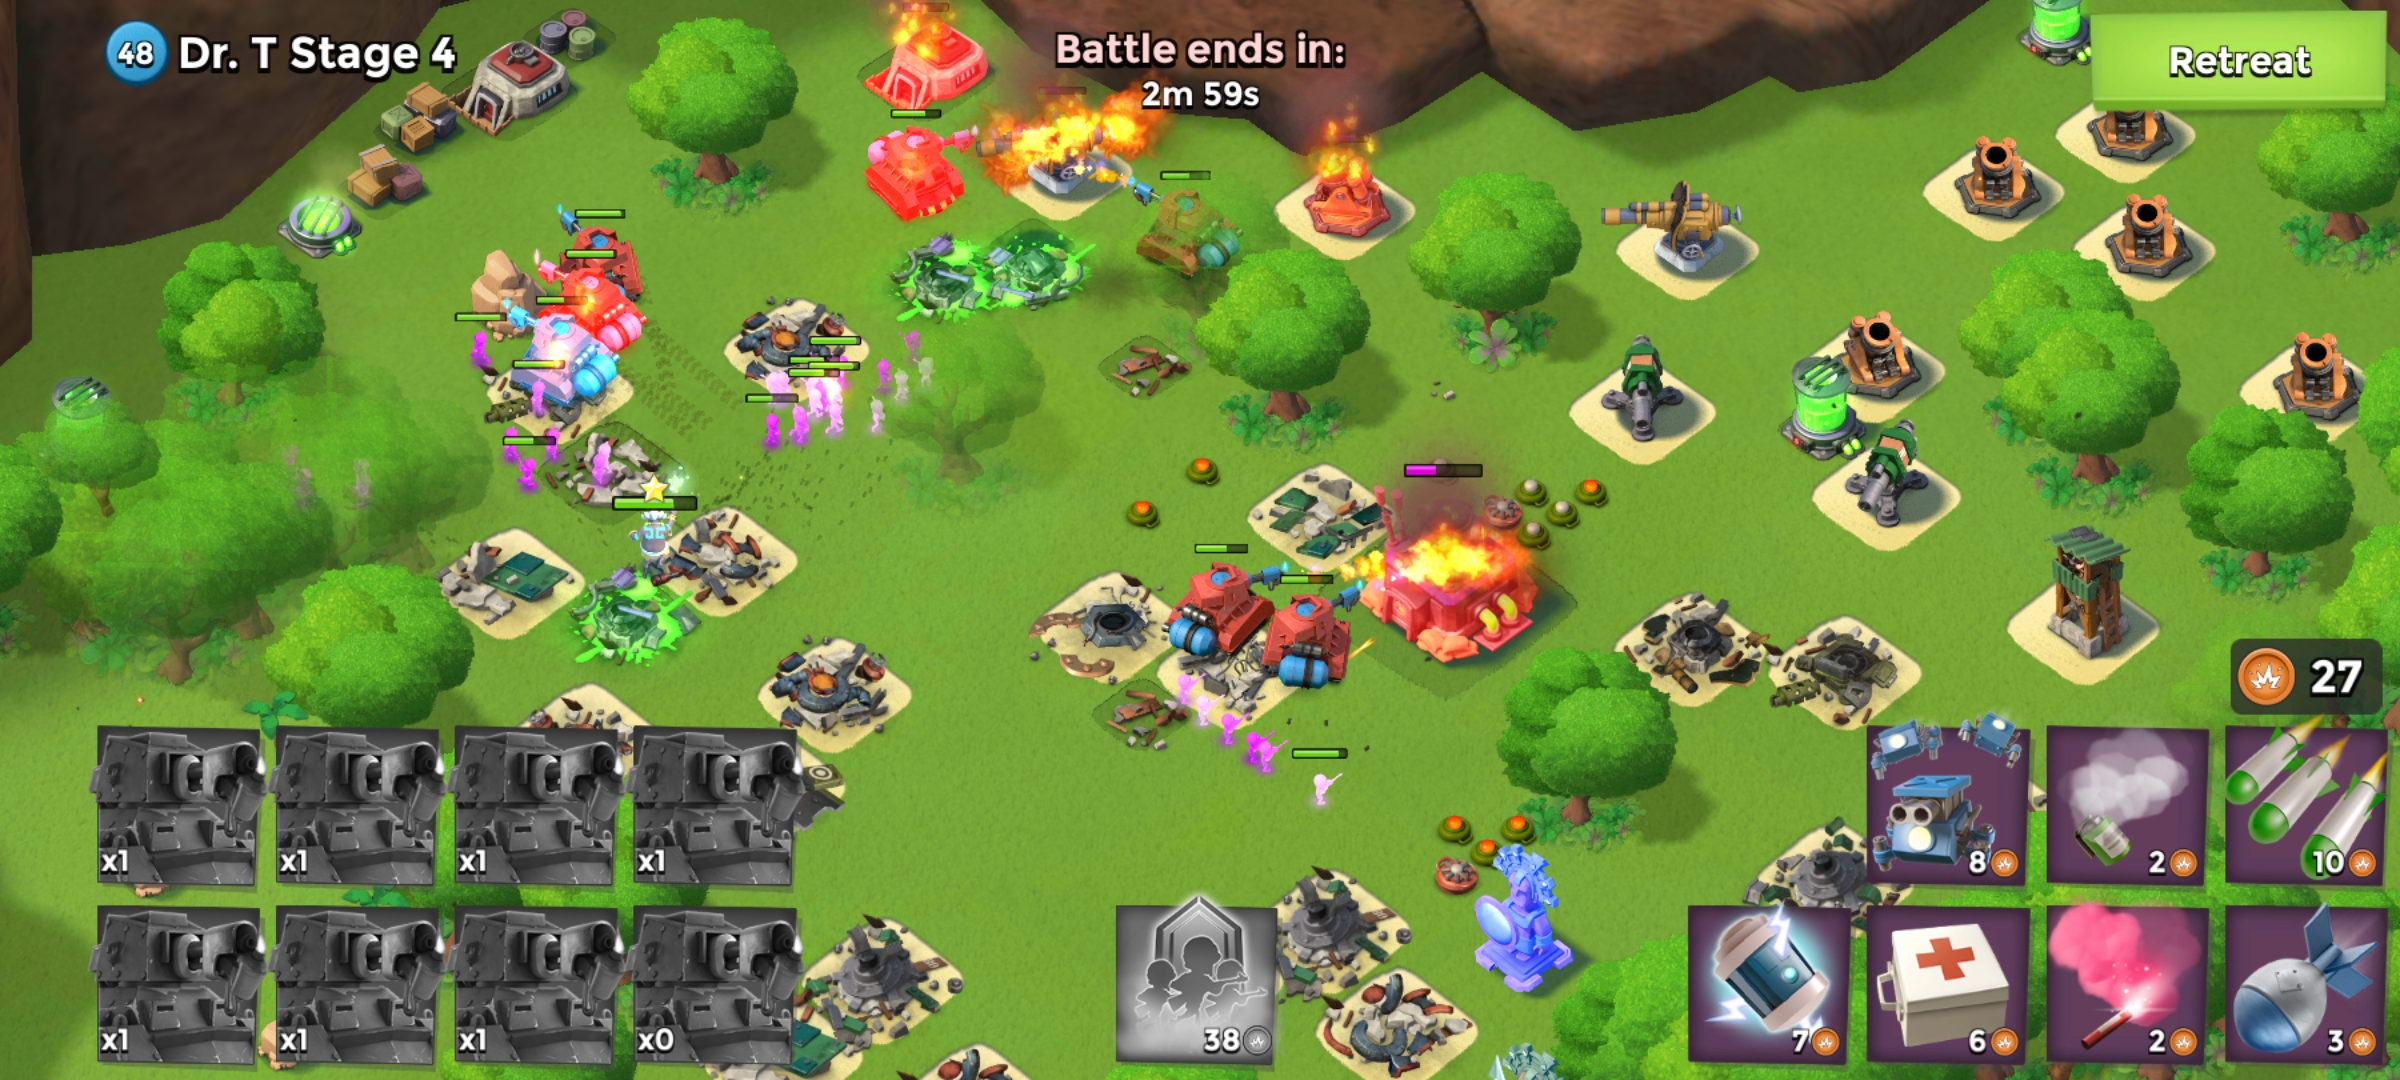 48 Dr. T Stage 4
Battle ends in:
2m 59s
Retreat
27
x1
x1
x1
x1
8
2
10
x1
x1
x1
x0
38
7
6
2
3